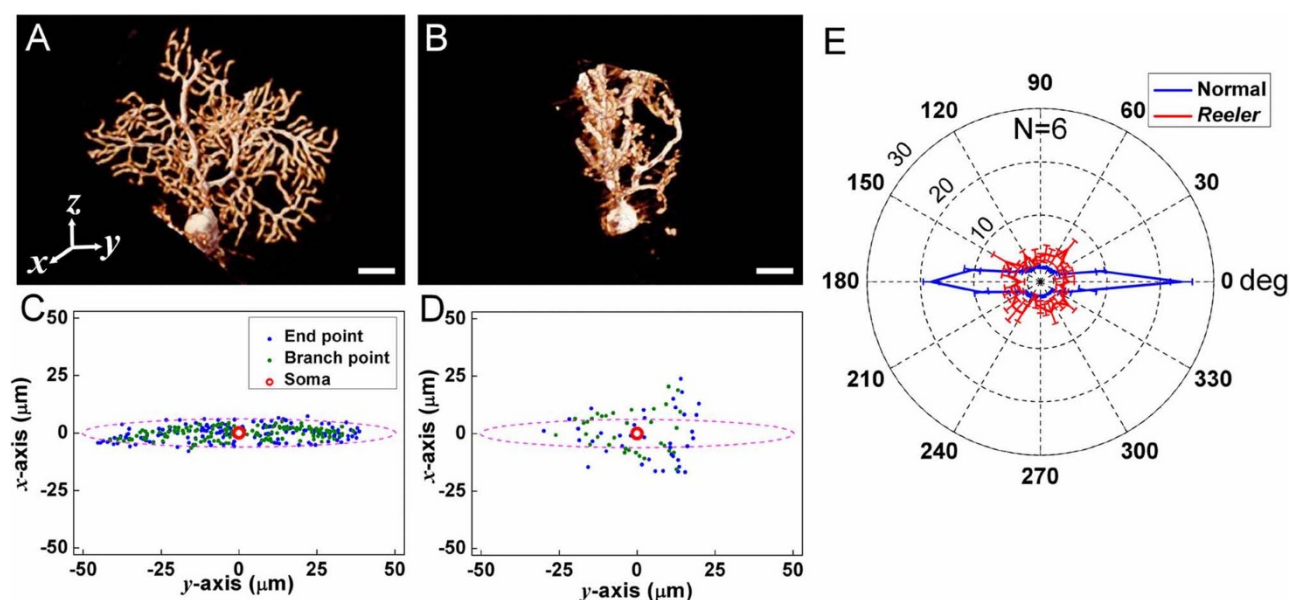 A
z
x
y
B
C
50
25
0
-25
-50
x-axis (μm)
End point
Branch point
Soma
-50
-25
0
25
50
y-axis (μm)
D
50
25
0
-25
-50
x-axis (μm)
-50
-25
0
25
50
y-axis (μm)
E
Normal
Reeler
90
N=6
60
30
0 deg
330
300
270
240
210
180
150
120
30
20
10